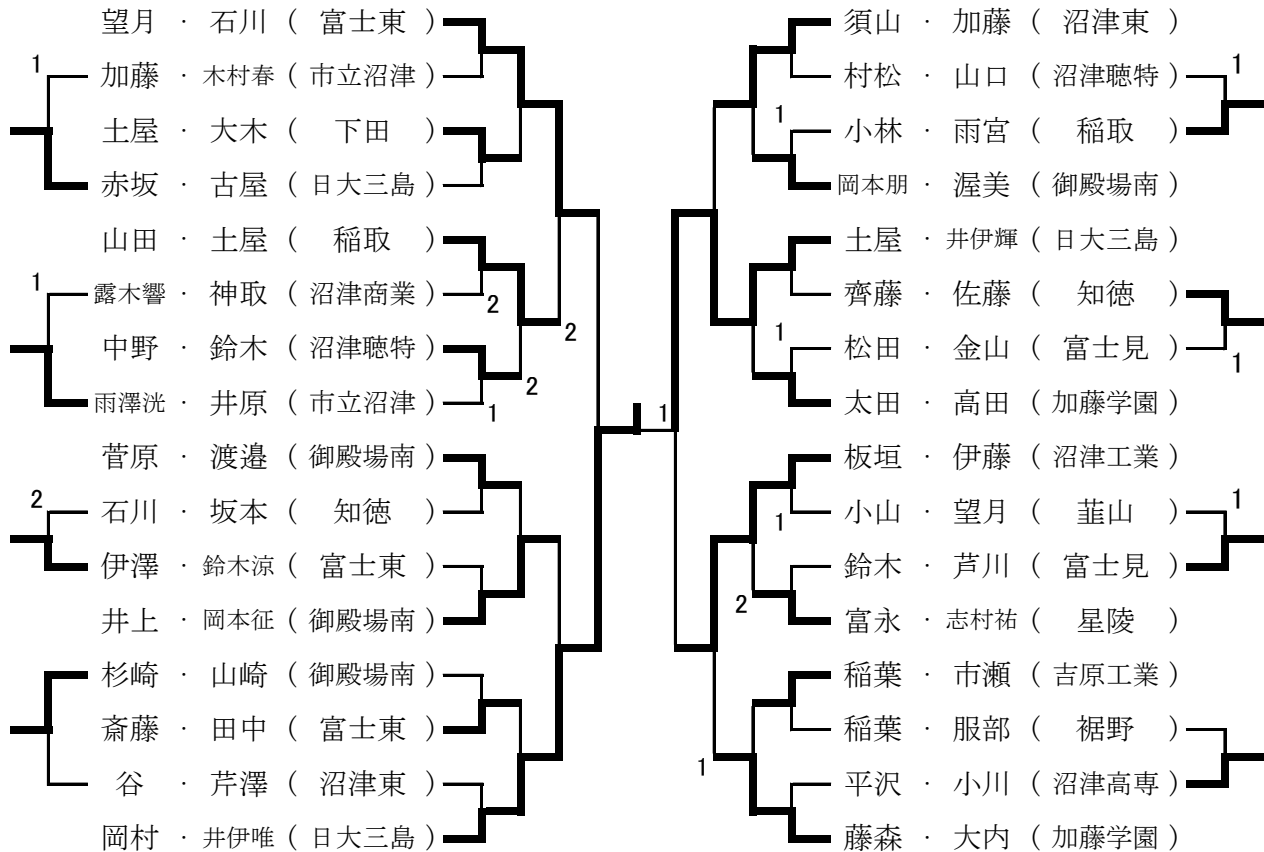 望月 ・ 石川 ( 富士東 )
1
加藤 ・ 木村春 ( 市立沼津 )
土屋 ・ 大木 ( 下田 )
赤坂 ・ 古屋 ( 日大三島 )
山田 ・ 土屋 ( 稲取 )
1
露木響 ・ 神取 ( 沼津商業 ) 2
2
中野 ・ 鈴木 ( 沼津聴特 )
2
雨澤洸 ・ 井原 ( 市立沼津 ) 1
菅原 ・ 渡邉 ( 御殿場南 )
2
石川 ・ 坂本 ( 知徳 )
伊澤 ・ 鈴木涼 ( 富士東 )
井上 ・ 岡本征 ( 御殿場南 )
杉崎 ・ 山崎 ( 御殿場南 )
斎藤 ・ 田中 ( 富士東 )
谷 ・ 芹澤 ( 沼津東 )
岡村 ・ 井伊唯 ( 日大三島 )
須山 ・ 加藤 ( 沼津東 )
1
村松 ・ 山口 ( 沼津聴特 )
1
小林 ・ 雨宮 ( 稲取 )
岡本朋 ・ 渥美 ( 御殿場南 )
土屋 ・ 井伊輝 ( 日大三島 )
齊藤 ・ 佐藤 ( 知徳 )
1
松田 ・ 金山 ( 富士見 )
1
太田 ・ 高田 ( 加藤学園 )
1
板垣 ・ 伊藤 ( 沼津工業 )
1
小山 ・ 望月 ( 韮山 )
1
鈴木 ・ 芦川 ( 富士見 )
2
富永 ・ 志村祐 ( 星陵 )
稲葉 ・ 市瀬 ( 吉原工業 )
稲葉 ・ 服部 ( 裾野 )
1
平沢 ・ 小川 ( 沼津高専 )
藤森 ・ 大内 ( 加藤学園 )